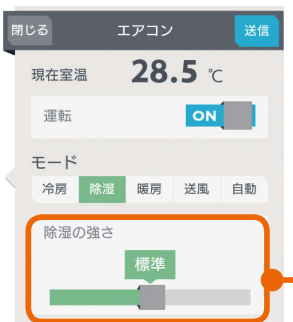 閉じる エアコン 送信
現在室温 28.5 ℃
運転 ON
モード
冷房 除湿 暖房 送風 自動
除湿の強さ
標準